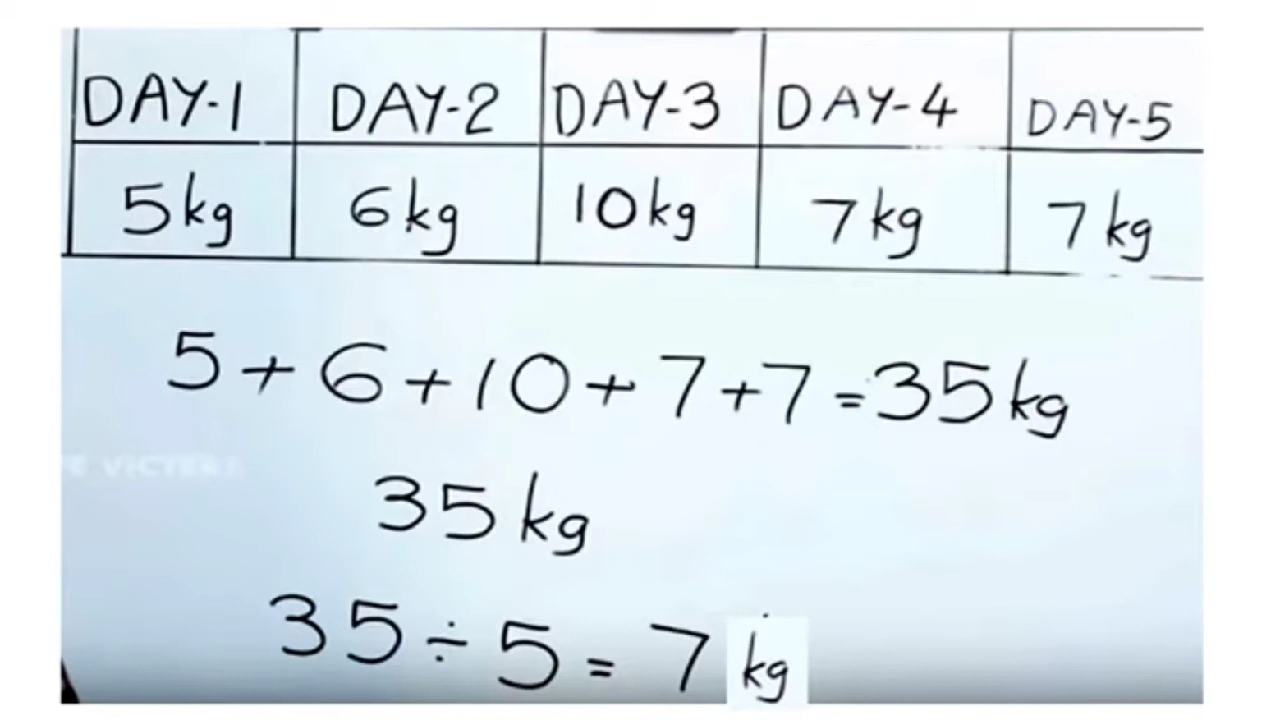 DAY-1 DAY-2 DAY-3 DAY-4 DAY-5
5kg 6kg 10kg 7kg 7kg
5+6+10+7+7=35kg
35kg
35÷5=7kg